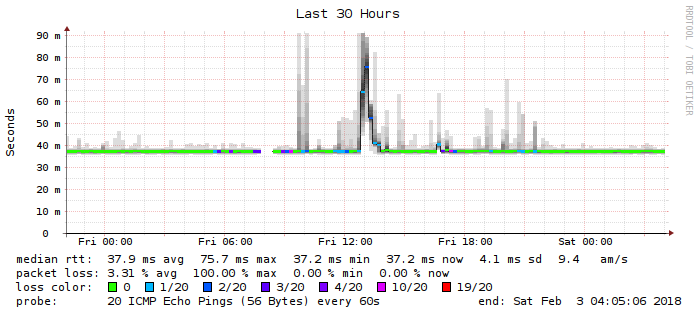 Last 30 Hours
RRDTOOL / TOBI OETIKER
Seconds
90 m
80 m
70 m
60 m
50 m
40 m
30 m
20 m
10 m
0
Fri 00:00 Fri 06:00 Fri 12:00 Fri 18:00 Sat 00:00
median rtt: 37.9 ms avg 75.7 ms max 37.2 ms min 37.2 ms now 4.1 ms sd 9.4 am/s
packet loss: 3.31 % avg 100.00 % max 0.00 % min 0.00 % now
loss color: 0 1/20 2/20 3/20 4/20 10/20 19/20
probe: 20 ICMP Echo Pings (56 Bytes) every 60s end: Sat Feb 3 04:05:06 2018